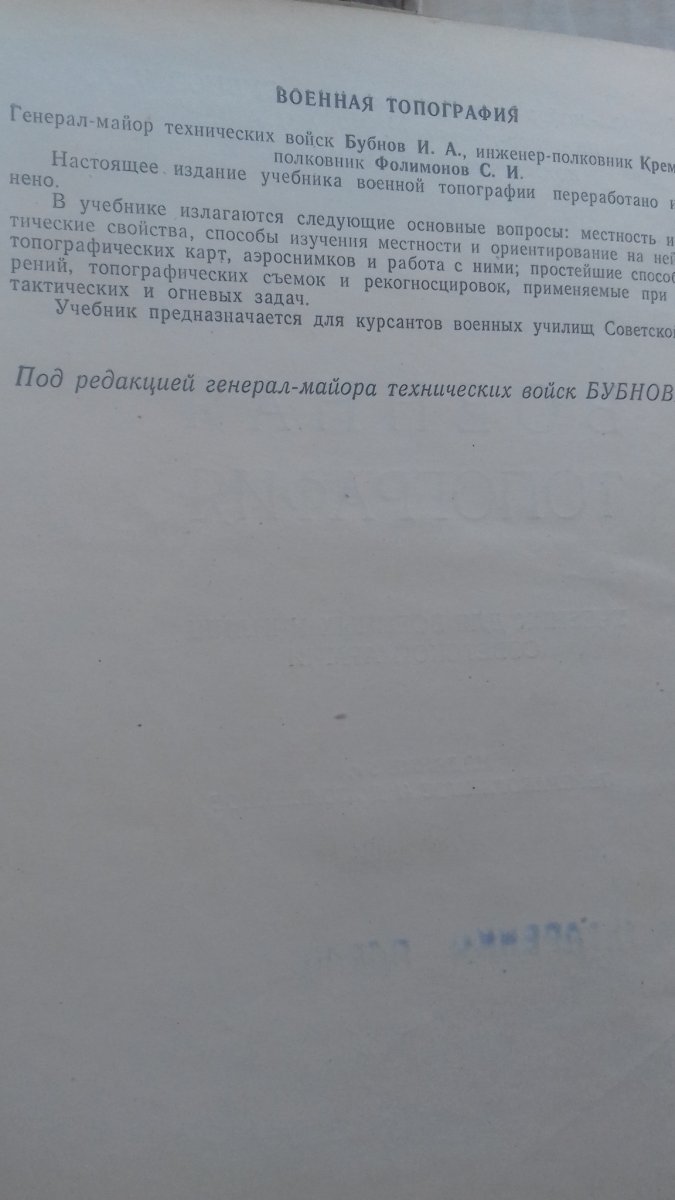 ВОЕННАЯ ТОПОГРАФИЯ
Генерал-майор технических войск Бубнов И. А., инженер-полковник Крем
полковник Фолимонов С. И.
Настоящее издание учебника военной топографии переработано и
нено.
В учебнике излагаются следующие основные вопросы: местность и
тические свойства, способы изучения местности и ориентирование на ней
топографических карт, аэроснимков и работа с ними; простейшие способ
рений, топографических съемок и рекогносцировок, применяемые при
тактических и огневых задач.
Учебник предназначается для курсантов военных училищ Советской
Под редакцией генерал-майора технических войск БУБНОВ
ТОПОГРАФИЯ